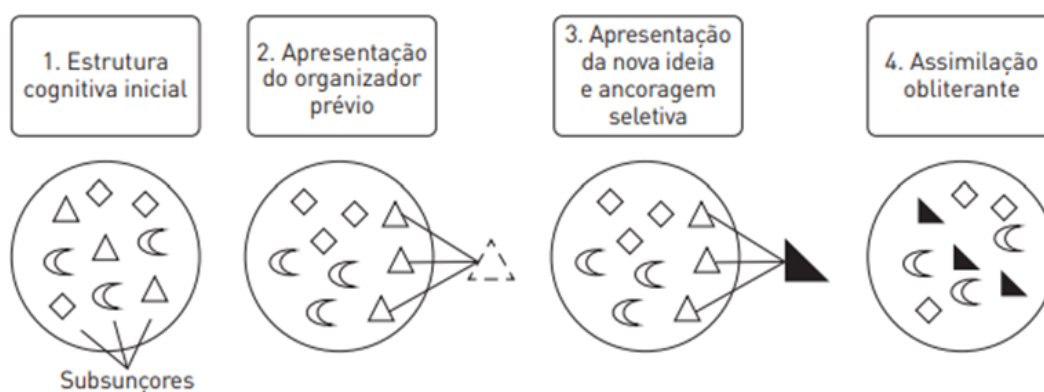 1. Estrutura
cognitiva inicial
2. Apresentação
do organizador
prévio
3. Apresentação
da nova ideia
e ancoragem
seletiva
4. Assimilação
obliterante
Subsunçores